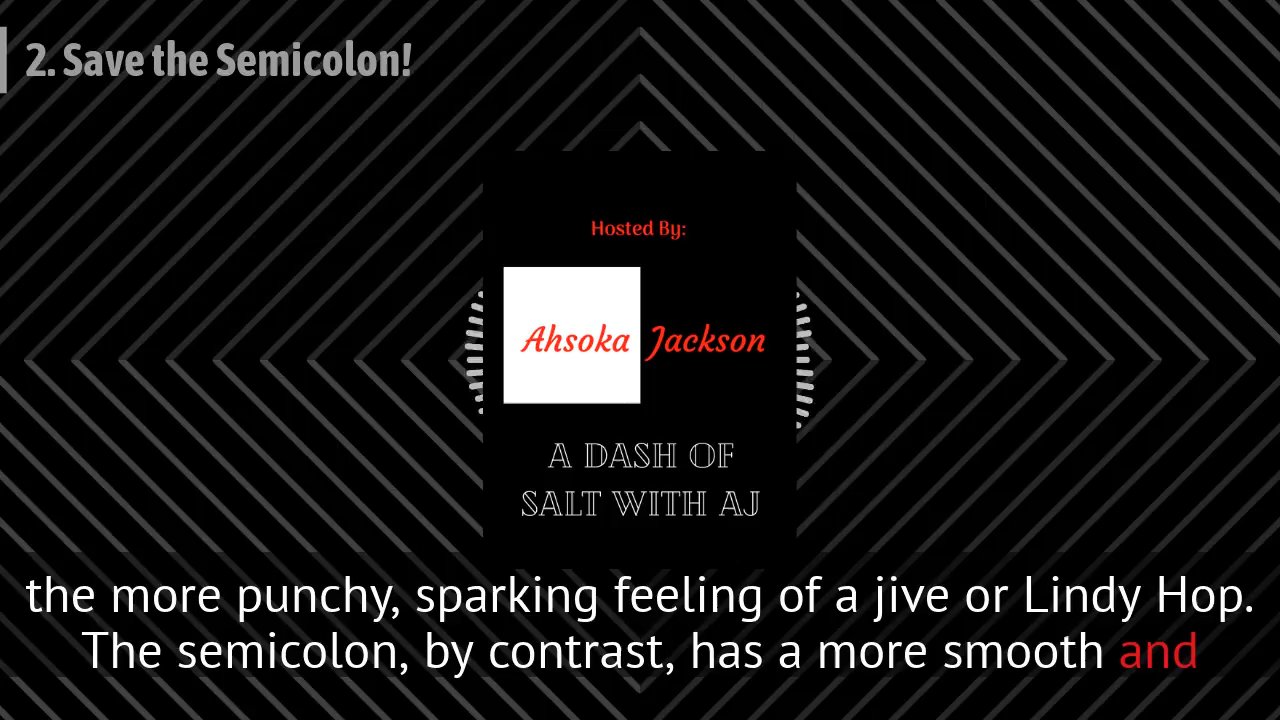 2. Save the Semicolon!
Hosted By:
Ahsoka Jackson
A DASH OF
SALT WITH AJ
the more punchy, sparking feeling of a jive or Lindy Hop.
The semicolon, by contrast, has a more smooth and